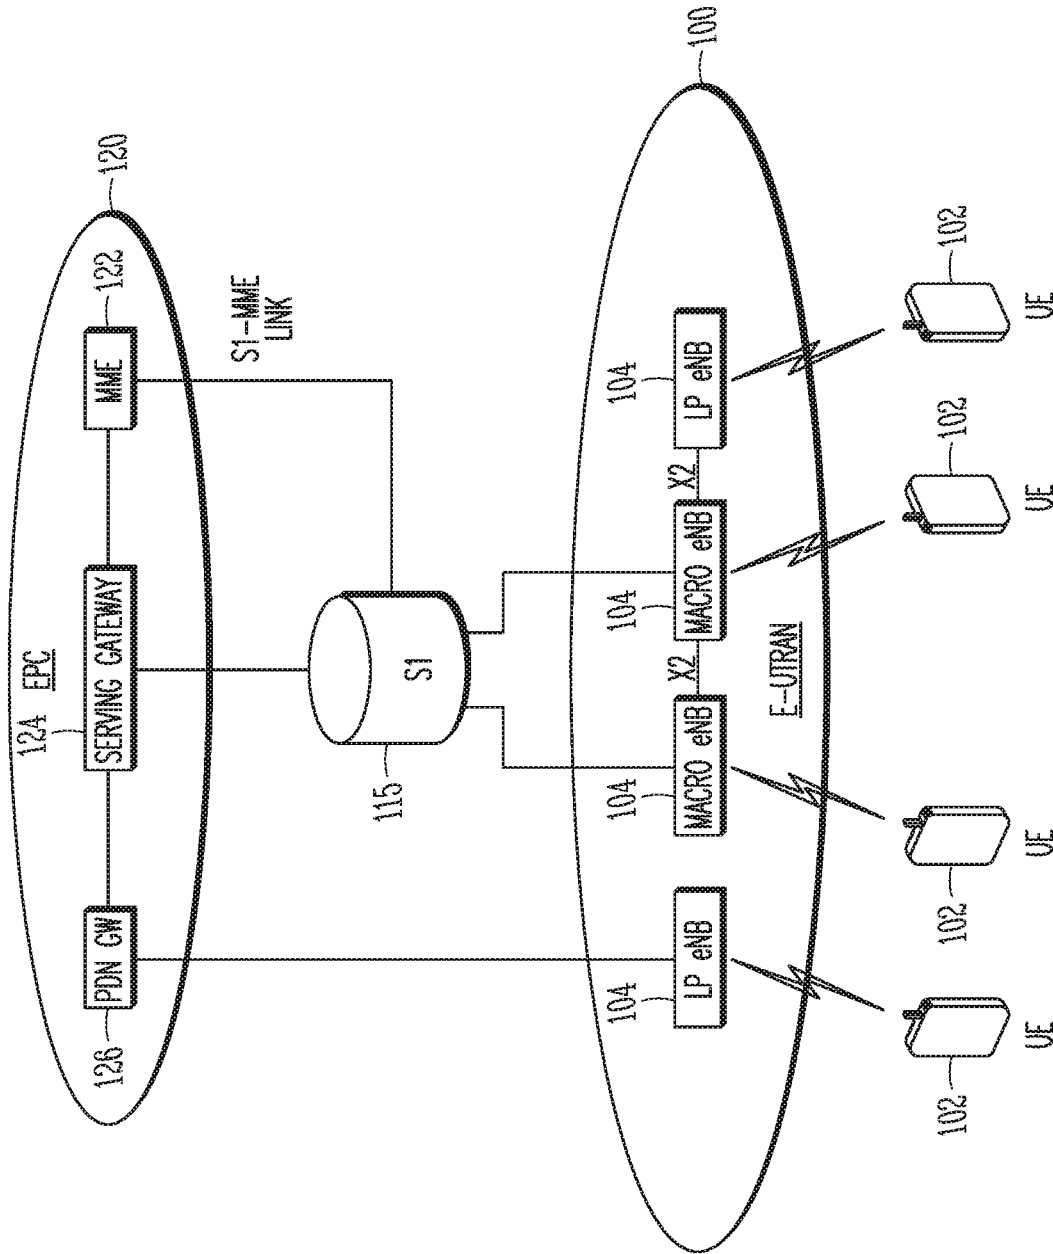 120
EPC
126
PDN GW
124
SERVING GATEWAY
122
MME
S1-MME
LINK
115
S1
100
104
LP eNB
104
MACRO eNB
X2
104
MACRO eNB
X2
104
LP eNB
E-UTRAN
102
UE
102
UE
102
UE
102
UE